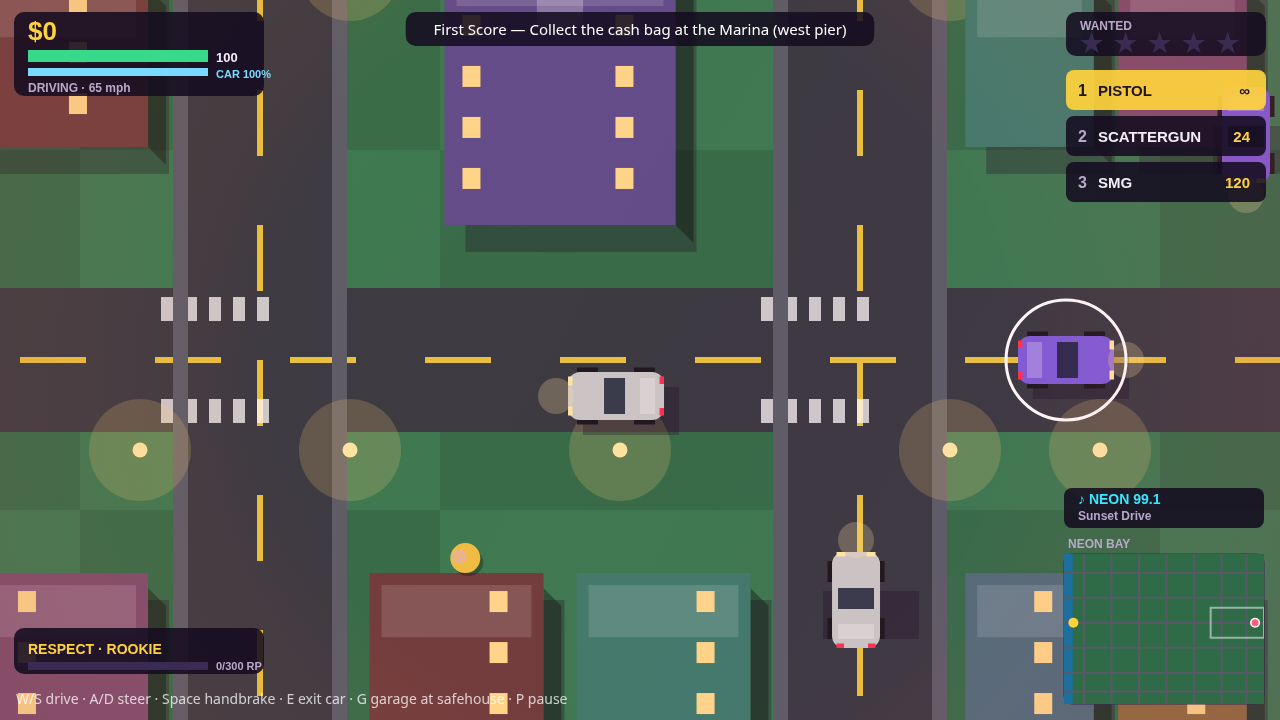 $0
100
CAR 100%
DRIVING · 65 mph
First Score — Collect the cash bag at the Marina (west pier)
WANTED
★ ★ ★ ★ ★
1 PISTOL ∞
2 SCATTERGUN 24
3 SMG 120
♪ NEON 99.1
Sunset Drive
NEON BAY
RESPECT · ROOKIE
0/300 RP
W/S drive · A/D steer · Space handbrake · E exit car · G garage at safehouse · P pause